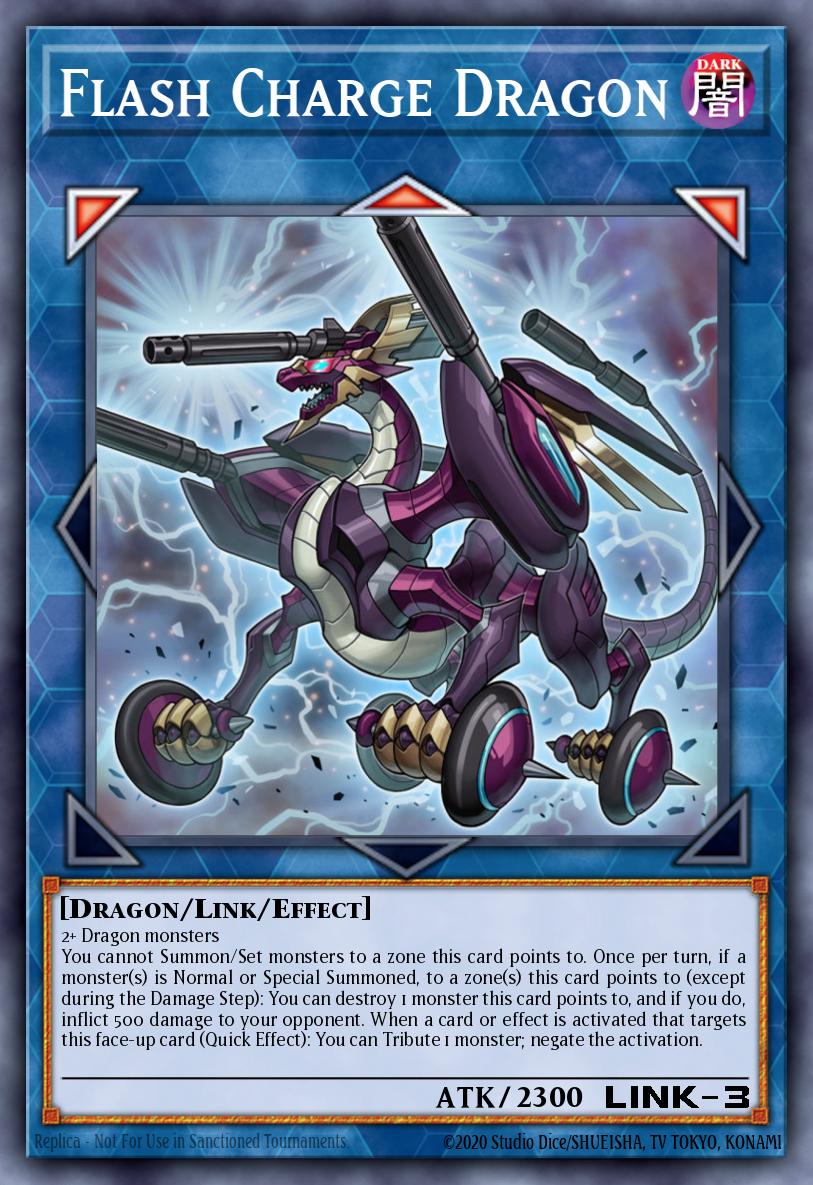 Flash Charge Dragon
DARK
闇
[Dragon/Link/Effect]
2+ Dragon monsters
You cannot Summon/Set monsters to a zone this card points to. Once per turn, if a
monster(s) is Normal or Special Summoned, to a zone(s) this card points to (except
during the Damage Step): You can destroy 1 monster this card points to, and if you do,
inflict 500 damage to your opponent. When a card or effect is activated that targets
this face-up card (Quick Effect): You can Tribute 1 monster; negate the activation.
ATK/2300 LINK-3
Replica - Not For Use in Sanctioned Tournaments. ©2020 Studio Dice/SHUEISHA, TV TOKYO, KONAMI